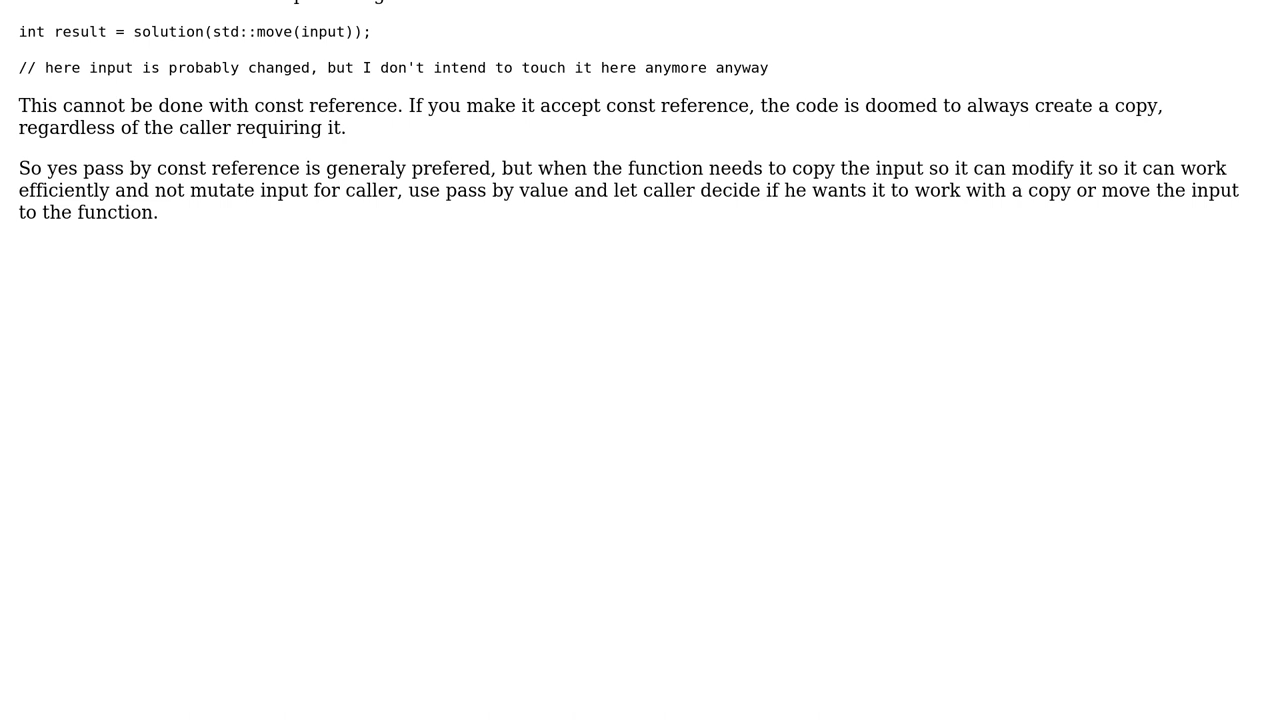 int result = solution(std::move(input));
// here input is probably changed, but I don't intend to touch it here anymore anyway
This cannot be done with const reference. If you make it accept const reference, the code is doomed to always create a copy,
regardless of the caller requiring it.
So yes pass by const reference is generaly prefered, but when the function needs to copy the input so it can modify it so it can work
efficiently and not mutate input for caller, use pass by value and let caller decide if he wants it to work with a copy or move the input
to the function.